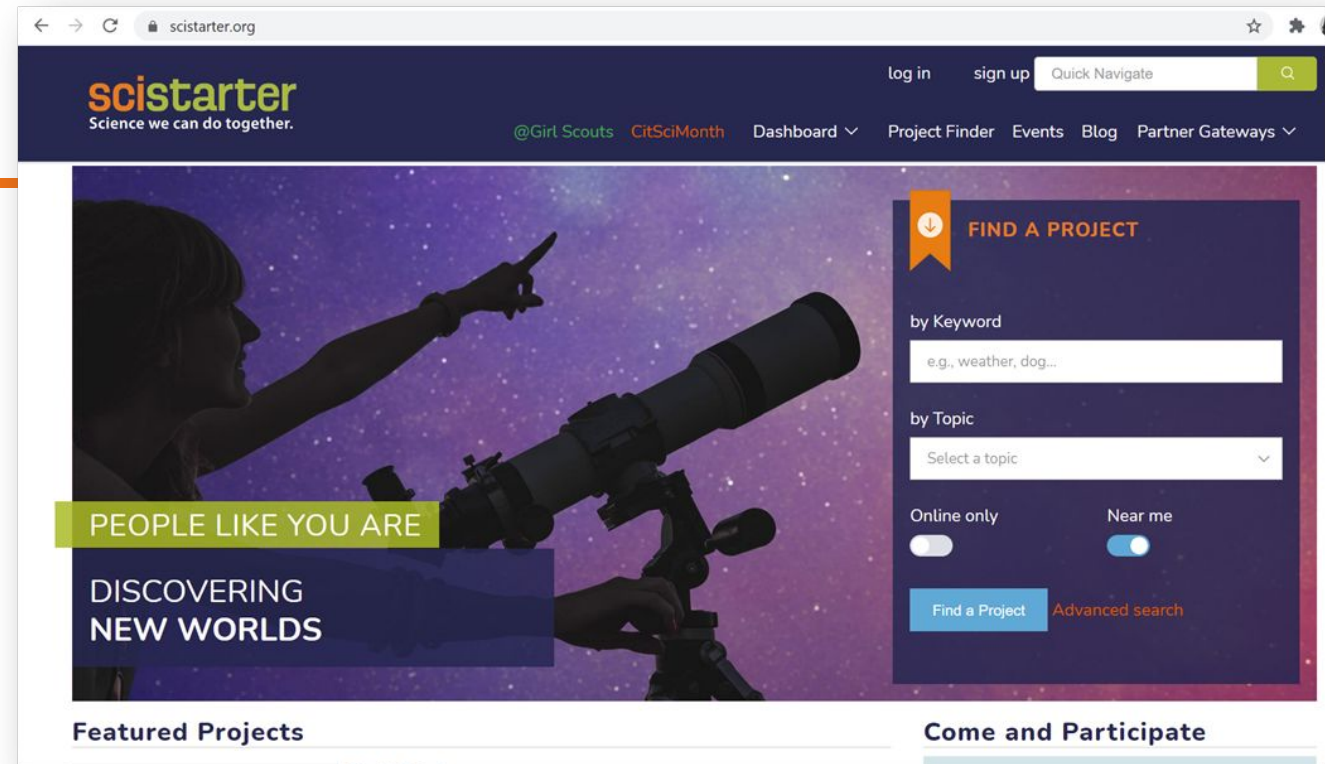 scistarter.org
log in sign up Quick Navigate
scistarter
Science we can do together.
@Girl Scouts CitSciMonth Dashboard Project Finder Events Blog Partner Gateways
FIND A PROJECT
by Keyword
e.g., weather, dog...
by Topic
Select a topic
Online only Near me
Find a Project Advanced search
PEOPLE LIKE YOU ARE
DISCOVERING
NEW WORLDS
Featured Projects Come and Participate